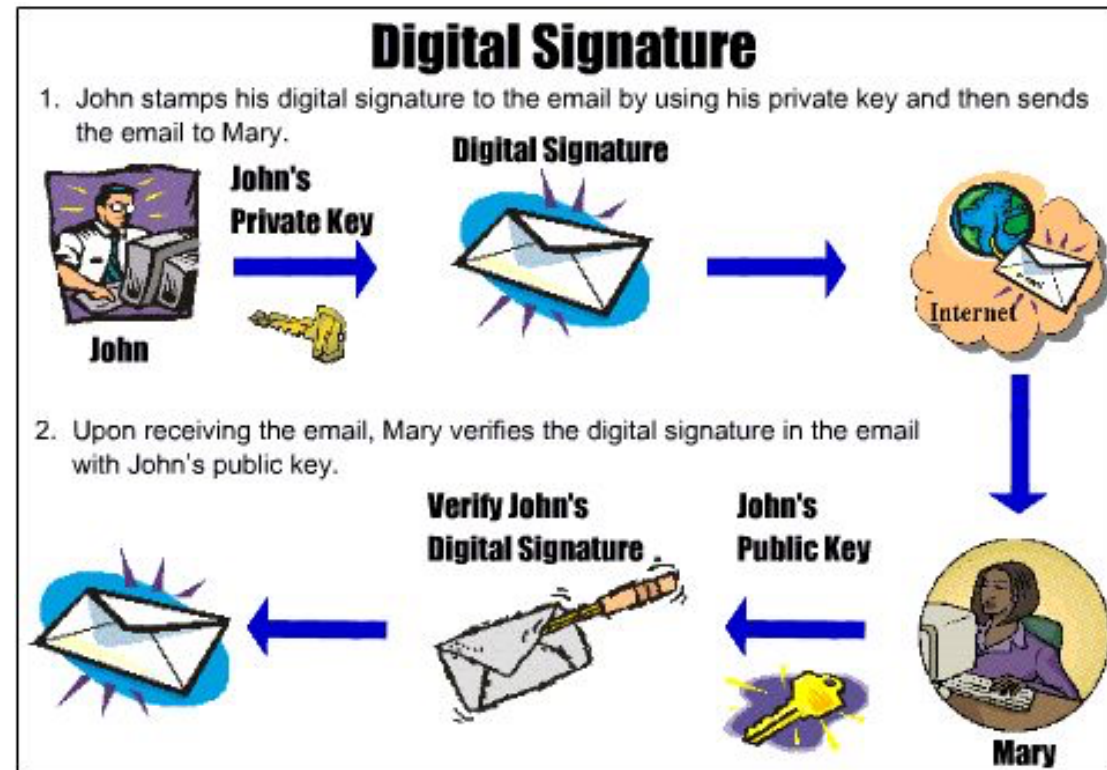 Digital Signature
1. John stamps his digital signature to the email by using his private key and then sends
the email to Mary.
Digital Signature
John's
Private Key
John
Internet
2. Upon receiving the email, Mary verifies the digital signature in the email
with John's public key.
Verify John's
Digital Signature
John's
Public Key
Mary